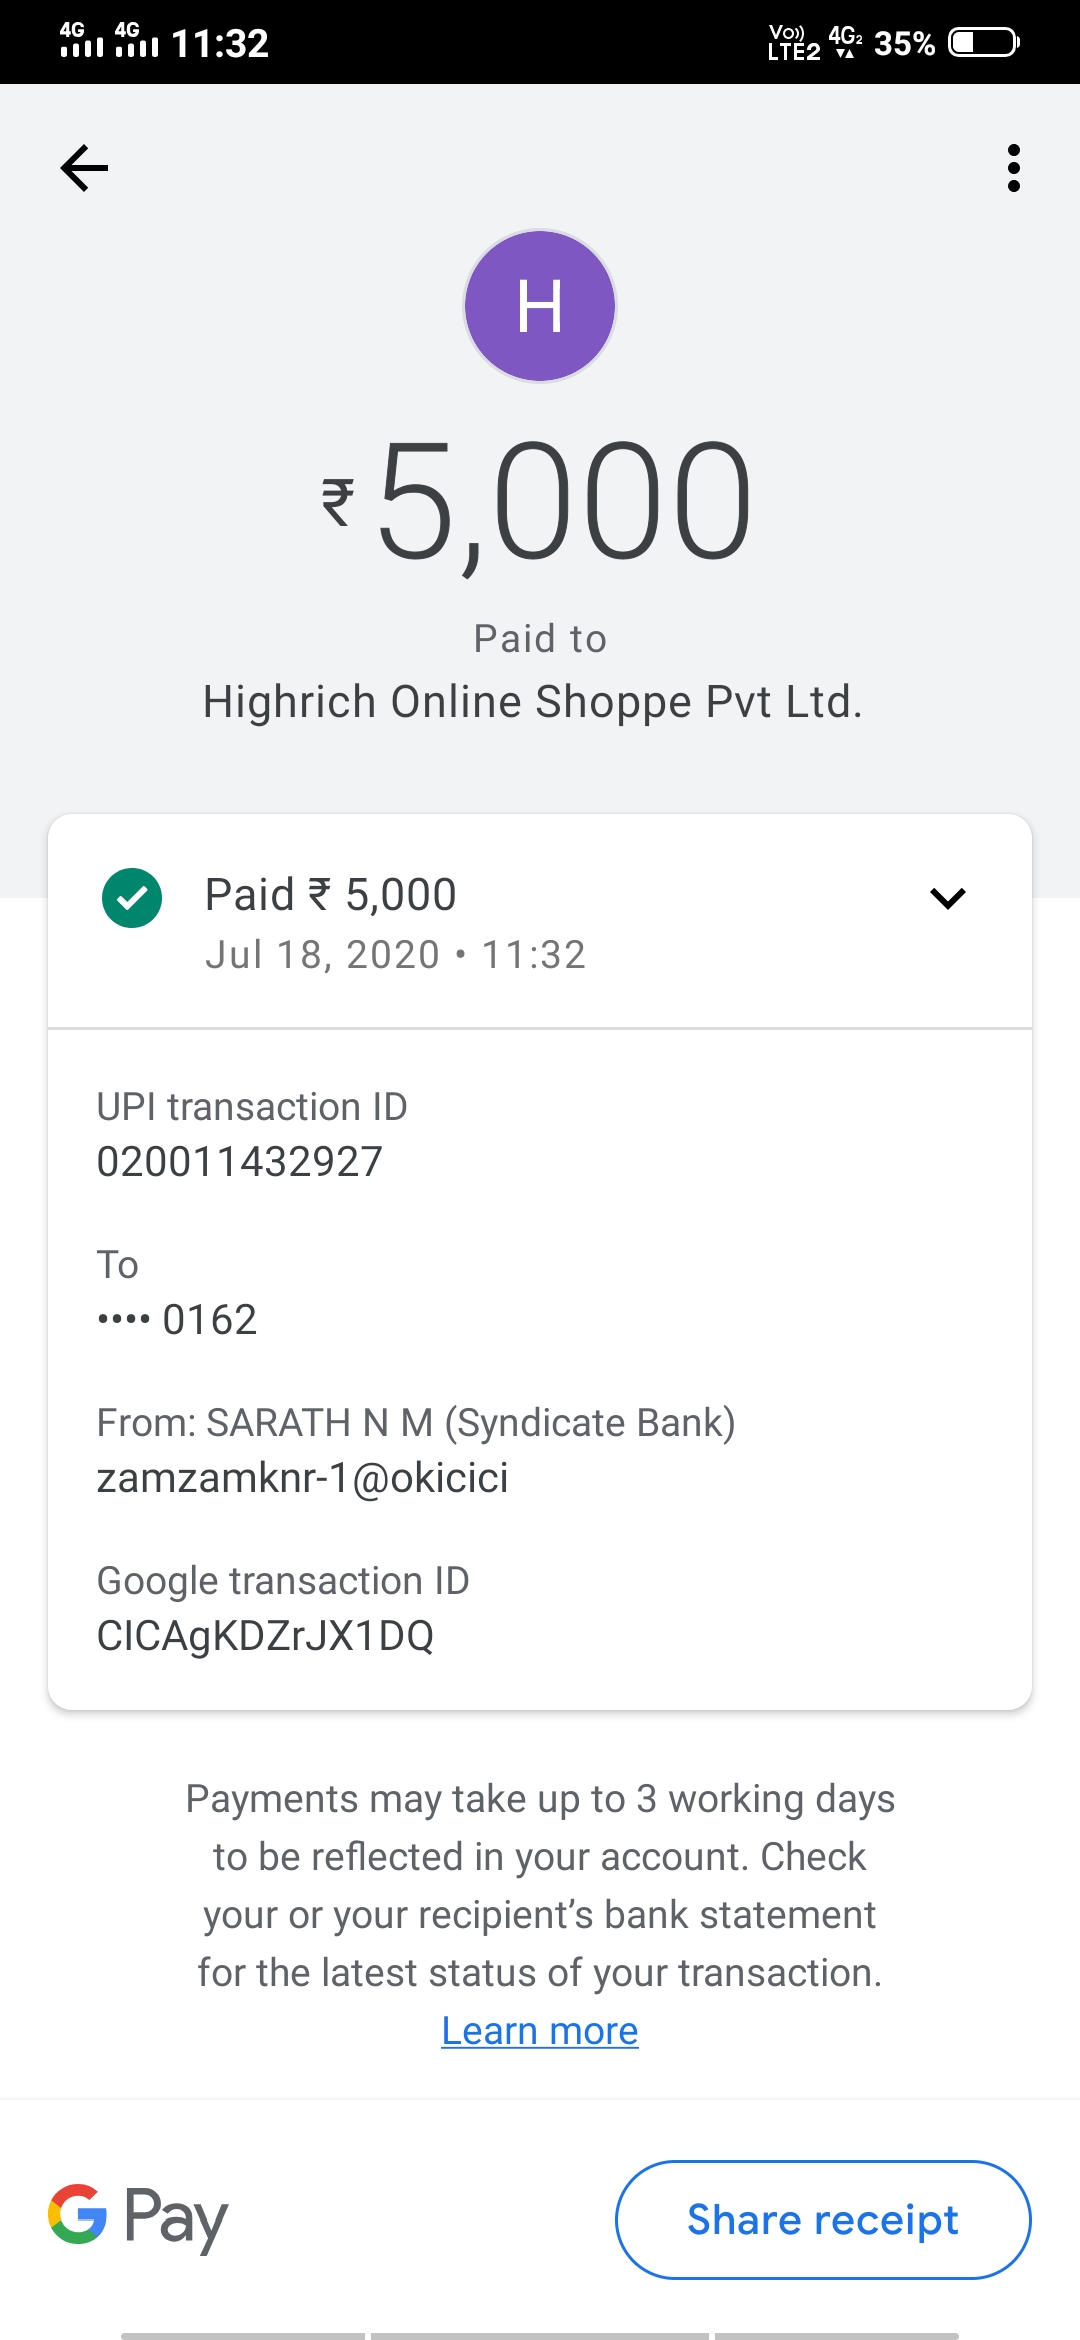 4G 4G 11:32 Vo)) LTE2 4G2 35%
H
₹5,000
Paid to
Highrich Online Shoppe Pvt Ltd.
Paid ₹ 5,000
Jul 18, 2020 • 11:32
UPI transaction ID
020011432927
To
•••• 0162
From: SARATH N M (Syndicate Bank)
zamzamknr-1@okicici
Google transaction ID
CICAgKDZrJX1DQ
Payments may take up to 3 working days
to be reflected in your account. Check
your or your recipient’s bank statement
for the latest status of your transaction.
Learn more
G Pay
Share receipt